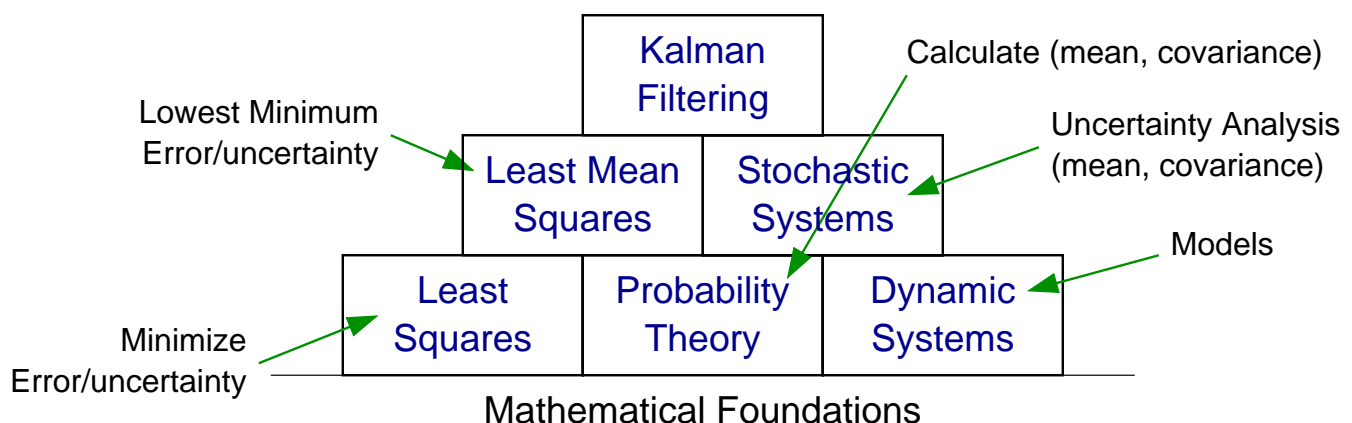 Kalman
Filtering
Calculate (mean, covariance)
Lowest Minimum
Error/uncertainty
Uncertainty Analysis
(mean, covariance)
Least Mean
Squares
Stochastic
Systems
Models
Least
Squares
Probability
Theory
Dynamic
Systems
Minimize
Error/uncertainty
Mathematical Foundations